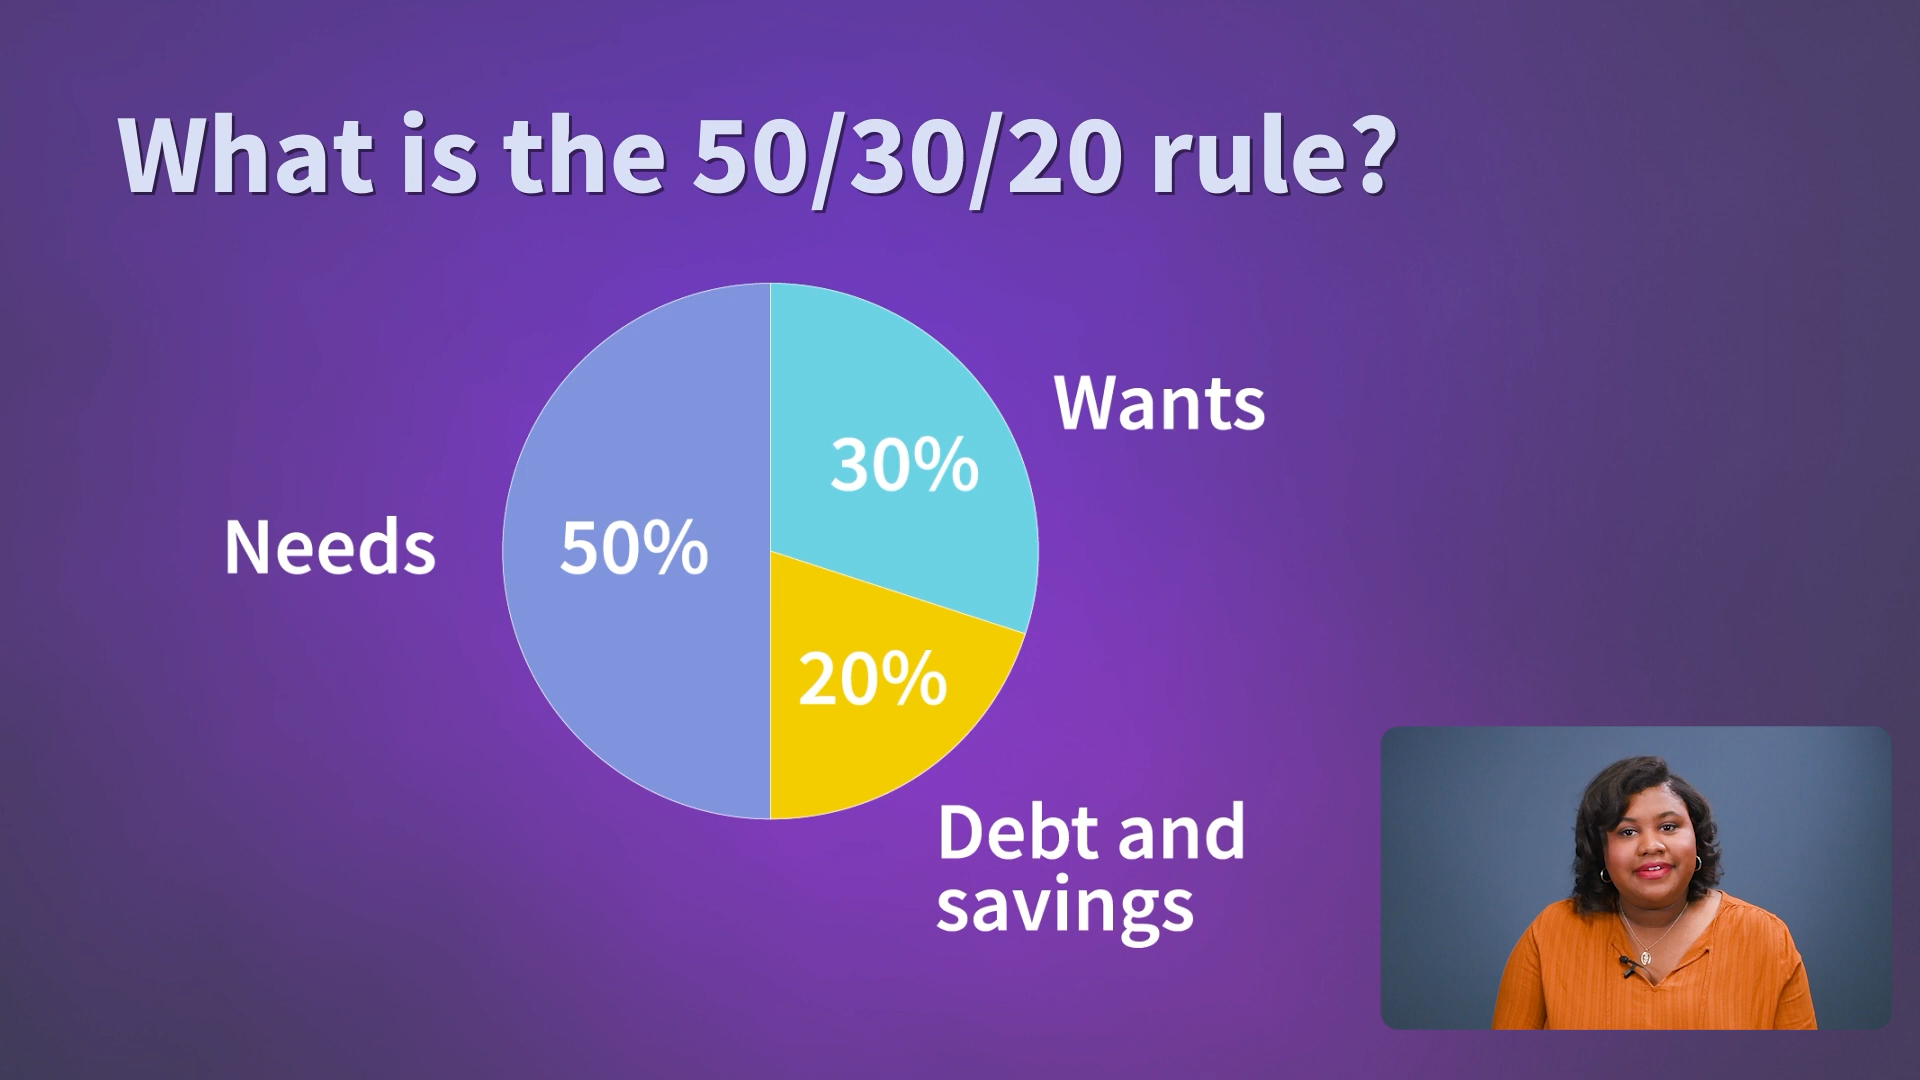 What is the 50/30/20 rule?
Wants
30%
Needs
50%
20%
Debt and
savings